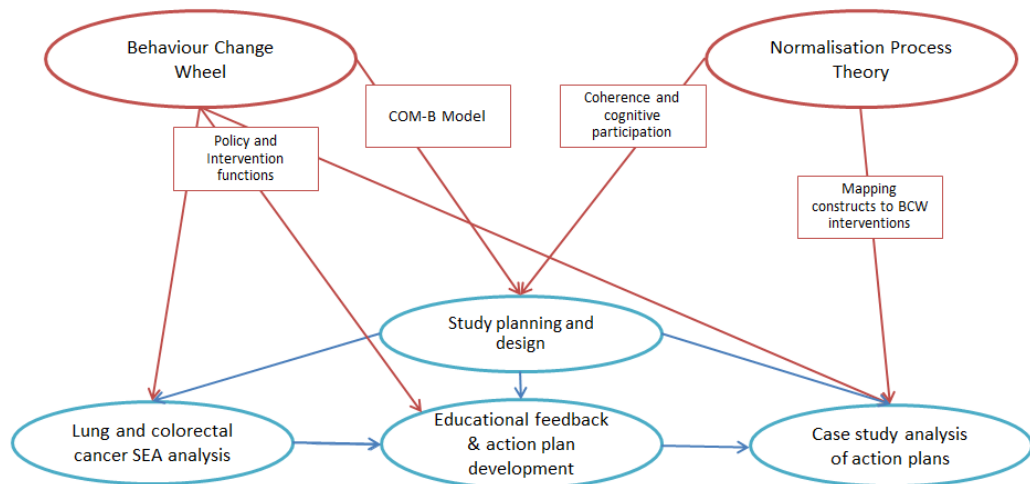 Behaviour Change
Wheel
Normalisation Process
Theory
COM-B Model
Coherence and
cognitive
participation
Policy and
Intervention
functions
Mapping
constructs to BCW
interventions
Study planning and
design
Lung and colorectal
cancer SEA analysis
Educational feedback
& action plan
development
Case study analysis
of action plans